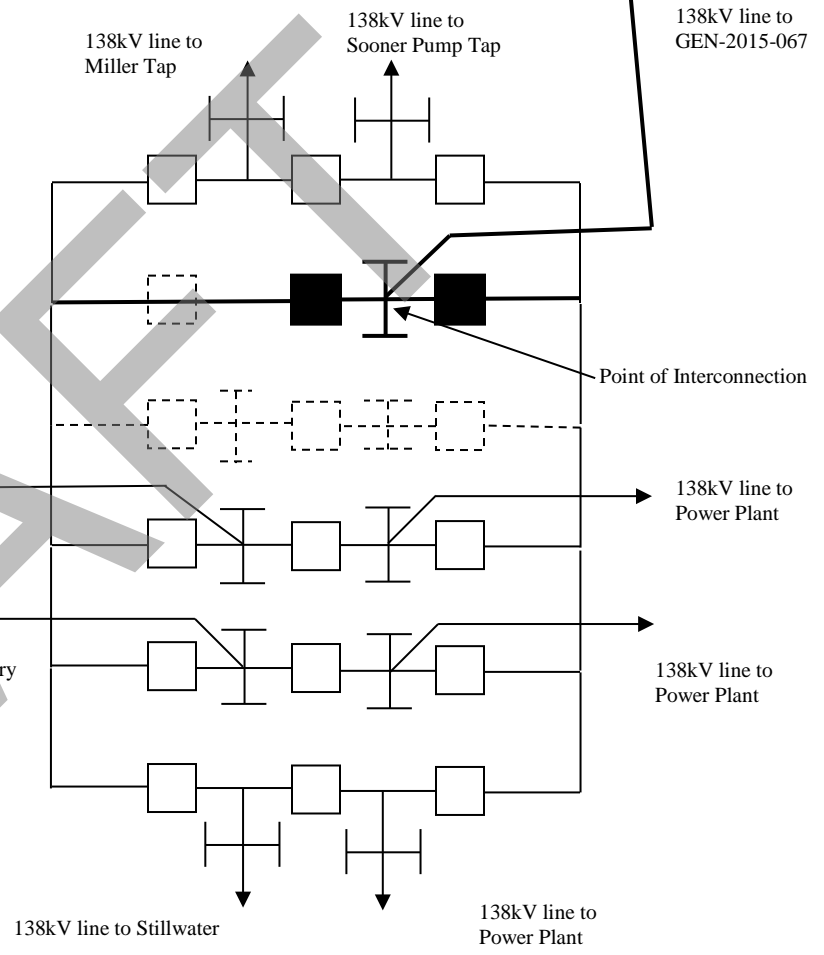 138kV line to
Miller Tap
138kV line to
Sooner Pump Tap
138kV line to
GEN-2015-067
Point of Interconnection
138kV line to
Power Plant
138kV line to
Power Plant
138kV line to Stillwater
138kV line to
Power Plant